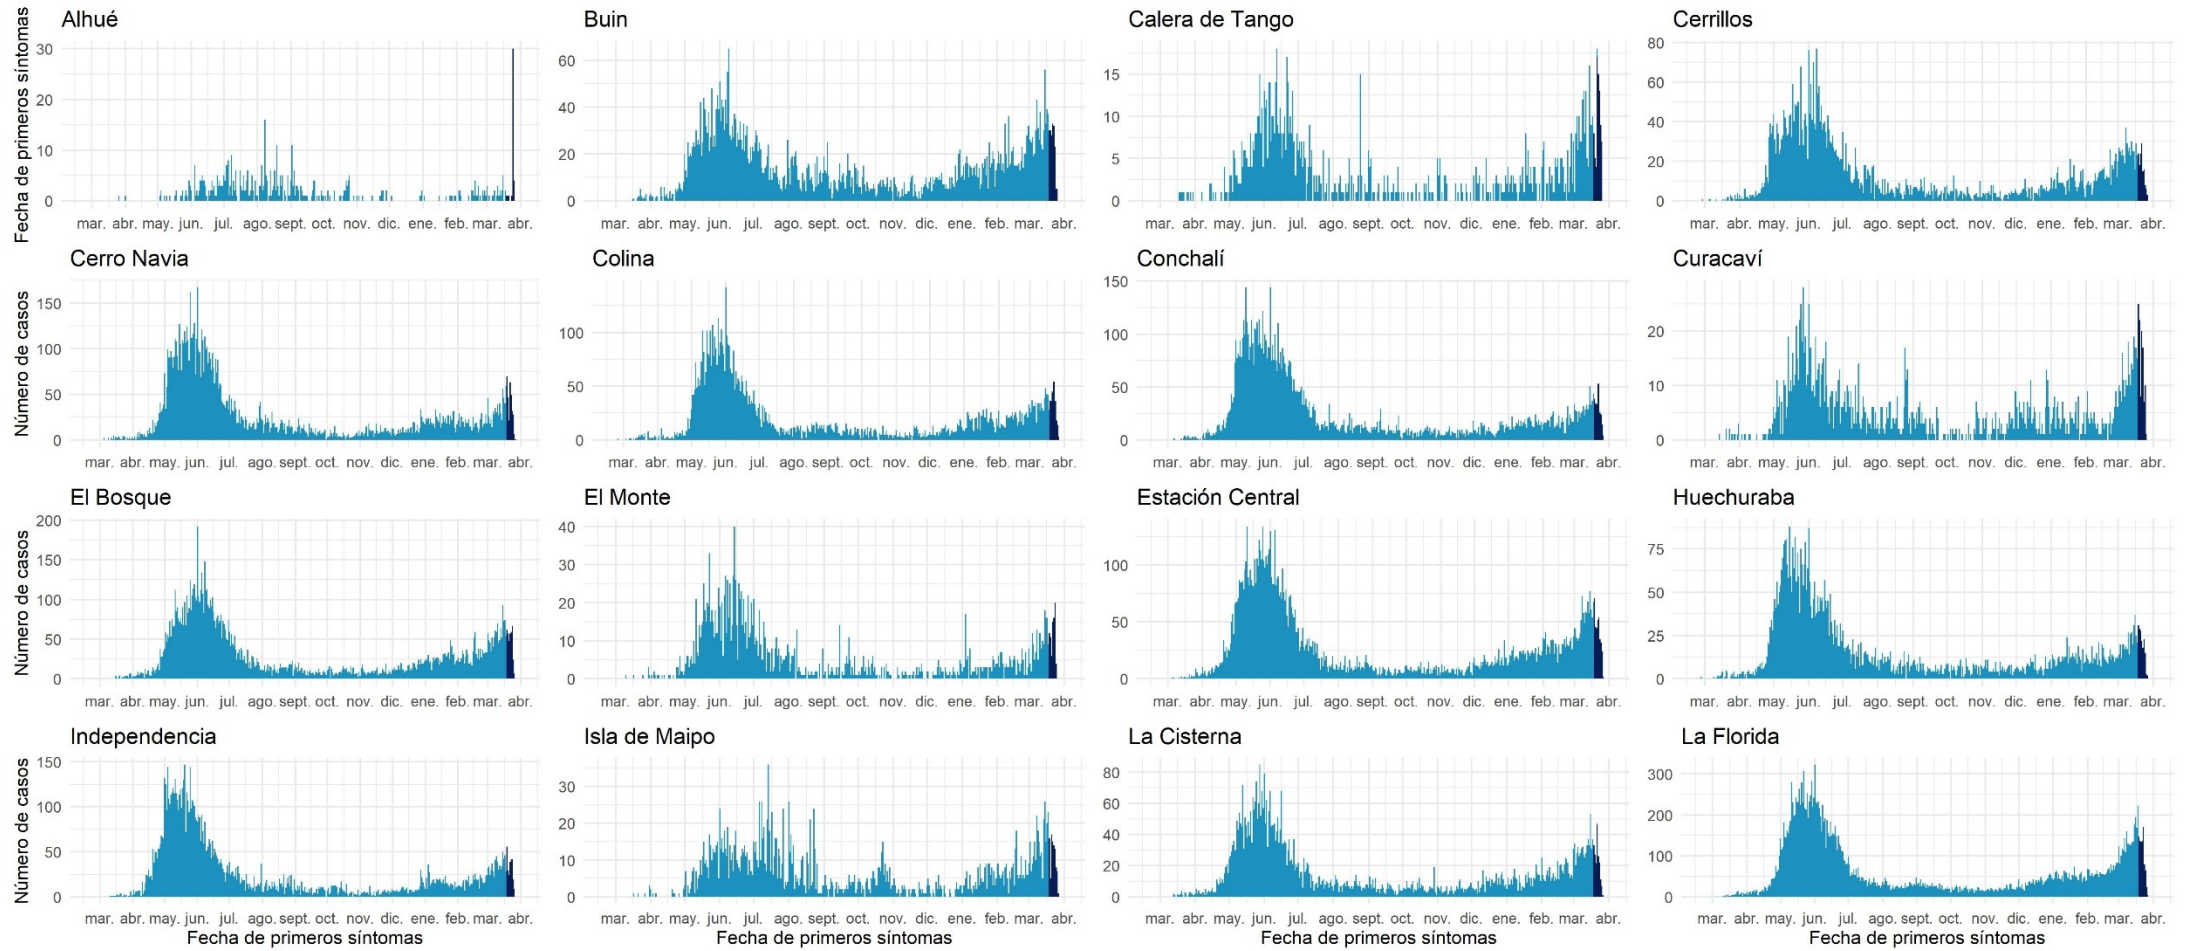 Alhué
Buin
Calera de Tango
Cerrillos
Fecha de primeros síntomas
30
20
10
0
60
40
20
0
15
10
5
0
80
60
40
20
0
mar. abr. may. jun. jul. ago. sept. oct. nov. dic. ene. feb. mar. abr.
mar. abr. may. jun. jul. ago. sept. oct. nov. dic. ene. feb. mar. abr.
mar. abr. may. jun. jul. ago. sept. oct. nov. dic. ene. feb. mar. abr.
mar. abr. may. jun. jul. ago. sept. oct. nov. dic. ene. feb. mar. abr.
Cerro Navia
Colina
Conchalí
Curacaví
Número de casos
150
100
50
0
100
50
0
150
100
50
0
20
10
0
mar. abr. may. jun. jul. ago. sept. oct. nov. dic. ene. feb. mar. abr.
mar. abr. may. jun. jul. ago. sept. oct. nov. dic. ene. feb. mar. abr.
mar. abr. may. jun. jul. ago. sept. oct. nov. dic. ene. feb. mar. abr.
mar. abr. may. jun. jul. ago. sept. oct. nov. dic. ene. feb. mar. abr.
El Bosque
El Monte
Estación Central
Huechuraba
Número de casos
200
150
100
50
0
40
30
20
10
0
100
50
0
75
50
25
0
mar. abr. may. jun. jul. ago. sept. oct. nov. dic. ene. feb. mar. abr.
mar. abr. may. jun. jul. ago. sept. oct. nov. dic. ene. feb. mar. abr.
mar. abr. may. jun. jul. ago. sept. oct. nov. dic. ene. feb. mar. abr.
mar. abr. may. jun. jul. ago. sept. oct. nov. dic. ene. feb. mar. abr.
Independencia
Isla de Maipo
La Cisterna
La Florida
Número de casos
150
100
50
0
30
20
10
0
80
60
40
20
0
300
200
100
0
mar. abr. may. jun. jul. ago. sept. oct. nov. dic. ene. feb. mar. abr.
mar. abr. may. jun. jul. ago. sept. oct. nov. dic. ene. feb. mar. abr.
mar. abr. may. jun. jul. ago. sept. oct. nov. dic. ene. feb. mar. abr.
mar. abr. may. jun. jul. ago. sept. oct. nov. dic. ene. feb. mar. abr.
Fecha de primeros síntomas
Fecha de primeros síntomas
Fecha de primeros síntomas
Fecha de primeros síntomas